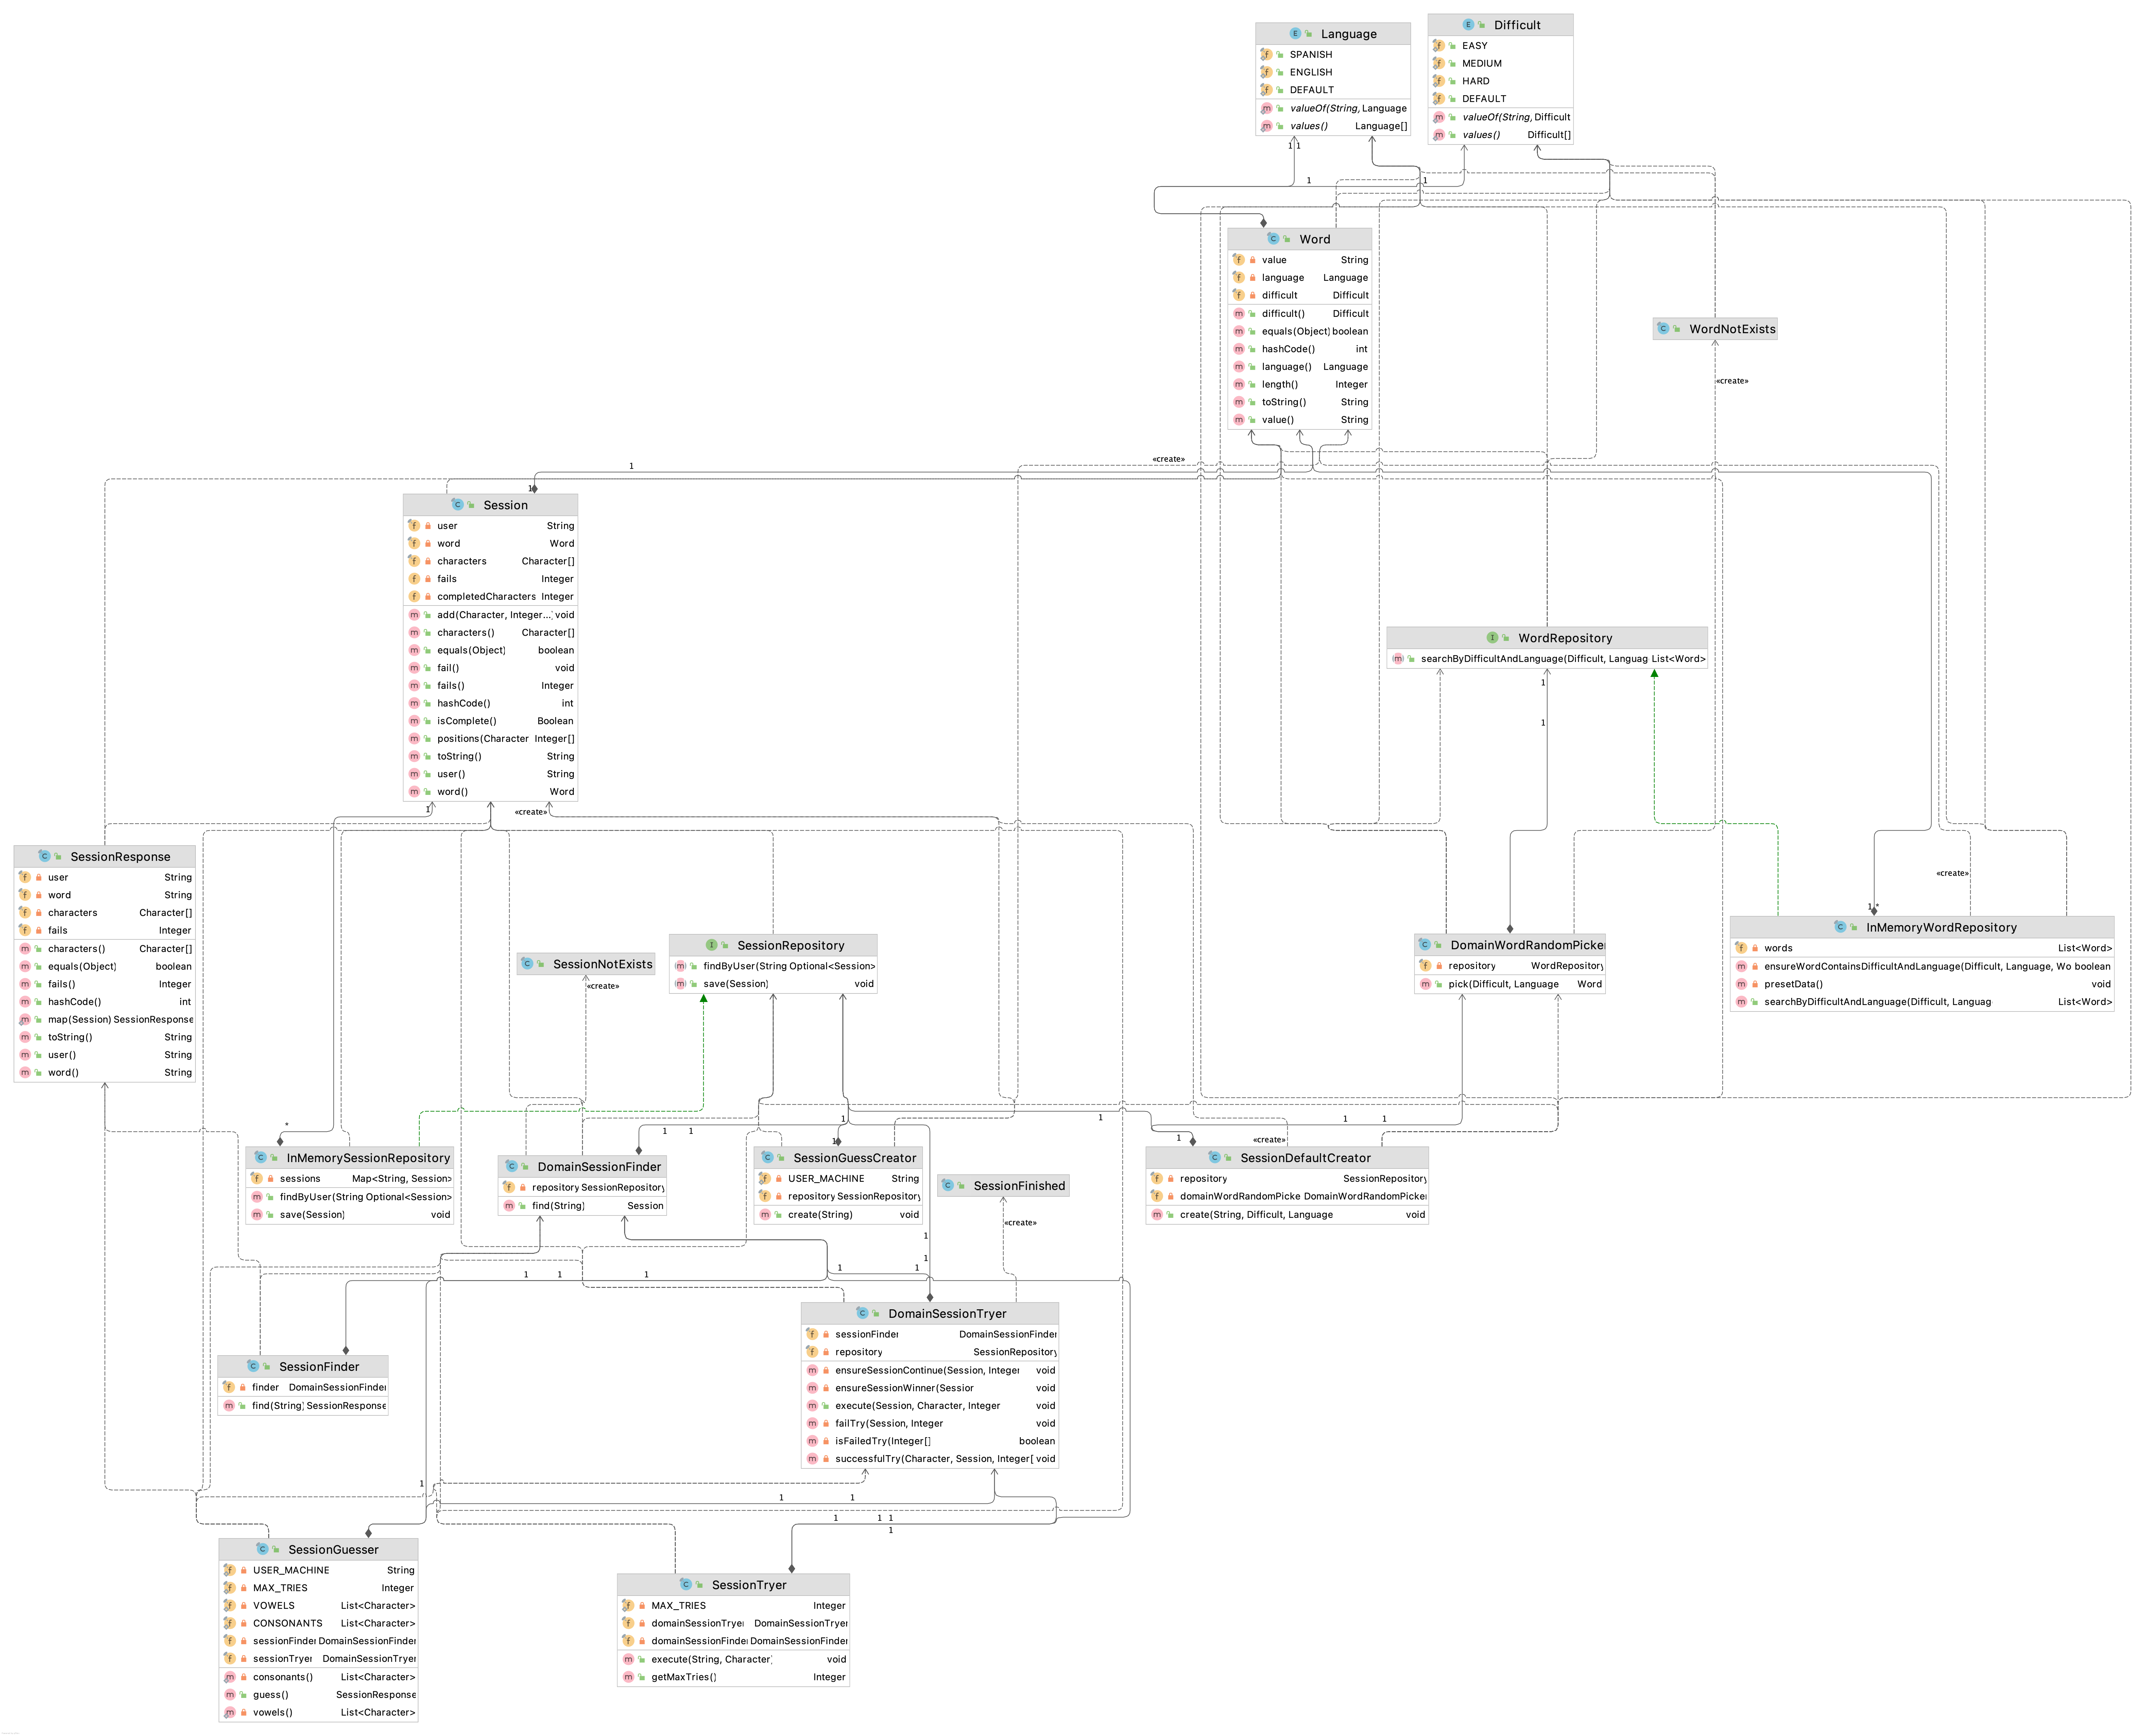 Language
SPANISH
ENGLISH
DEFAULT
valueOf(String, Language
values() Language[]
Difficult
EASY
MEDIUM
HARD
DEFAULT
valueOf(String, Difficult
values() Difficult[]
1 1
1
1
Word
value String
language Language
difficult Difficult
difficult() Difficult
equals(Object) boolean
hashCode() int
language() Language
length() Integer
toString() String
value() String
WordNotExists
«create»
«create»
1
1
Session
user String
word Word
characters Character[]
fails Integer
completedCharacters Integer
add(Character, Integer...) void
characters() Character[]
equals(Object) boolean
fail() void
fails() Integer
hashCode() int
isComplete() Boolean
positions(Character Integer[]
toString() String
user() String
word() Word
WordRepository
searchByDifficultAndLanguage(Difficult, Languag List<Word>
1
1
1
«create»
SessionResponse
user String
word String
characters Character[]
fails Integer
characters() Character[]
equals(Object) boolean
fails() Integer
hashCode() int
map(Session) SessionResponse
toString() String
user() String
word() String
SessionNotExists
«create»
SessionRepository
findByUser(String Optional<Session>
save(Session) void
DomainWordRandomPicker
repository WordRepository
pick(Difficult, Language Word
«create»
1 *
InMemoryWordRepository
words List<Word>
ensureWordContainsDifficultAndLanguage(Difficult, Language, Wo boolean
presetData() void
searchByDifficultAndLanguage(Difficult, Languag List<Word>
*
1 1
1
1
1
1 1
1
«create»
InMemorySessionRepository
sessions Map<String, Session>
findByUser(String Optional<Session>
save(Session) void
DomainSessionFinder
repository SessionRepository
find(String) Session
SessionGuessCreator
USER_MACHINE String
repository SessionRepository
create(String) void
SessionFinished
«create»
SessionDefaultCreator
repository SessionRepository
domainWordRandomPicke DomainWordRandomPicker
create(String, Difficult, Language void
1
1
1 1
1 1 1
DomainSessionTryer
sessionFinder DomainSessionFinder
repository SessionRepository
ensureSessionContinue(Session, Integer void
ensureSessionWinner(Session void
execute(Session, Character, Integer void
failTry(Session, Integer void
isFailedTry(Integer[] boolean
successfulTry(Character, Session, Integer[ void
SessionFinder
finder DomainSessionFinder
find(String) SessionResponse
1
1 1
1 1 1
1
SessionGuesser
USER_MACHINE String
MAX_TRIES Integer
VOWELS List<Character>
CONSONANTS List<Character>
sessionFinder DomainSessionFinder
sessionTryer DomainSessionTryer
consonants() List<Character>
guess() SessionResponse
vowels() List<Character>
SessionTryer
MAX_TRIES Integer
domainSessionTryer DomainSessionTryer
domainSessionFinder DomainSessionFinder
execute(String, Character) void
getMaxTries() Integer